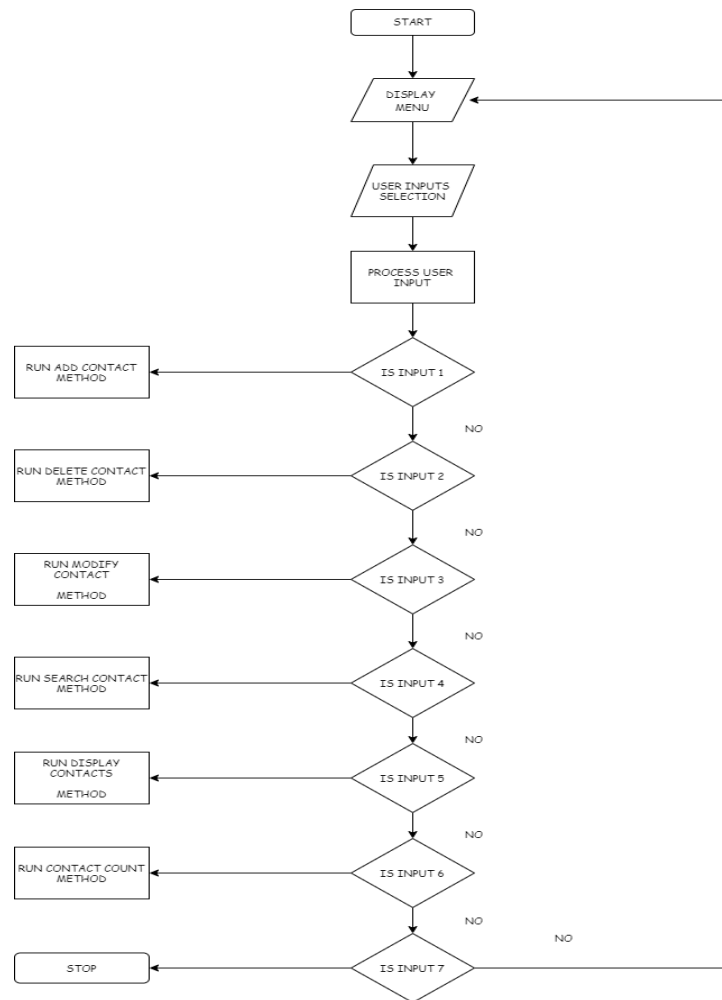 START
DISPLAY
MENU
USER INPUTS
SELECTION
PROCESS USER
INPUT
RUN ADD CONTACT
METHOD
IS INPUT 1
NO
RUN DELETE CONTACT
METHOD
IS INPUT 2
NO
RUN MODIFY
CONTACT
METHOD
IS INPUT 3
NO
RUN SEARCH CONTACT
METHOD
IS INPUT 4
NO
RUN DISPLAY
CONTACTS
METHOD
IS INPUT 5
NO
RUN CONTACT COUNT
METHOD
IS INPUT 6
NO
NO
STOP
IS INPUT 7